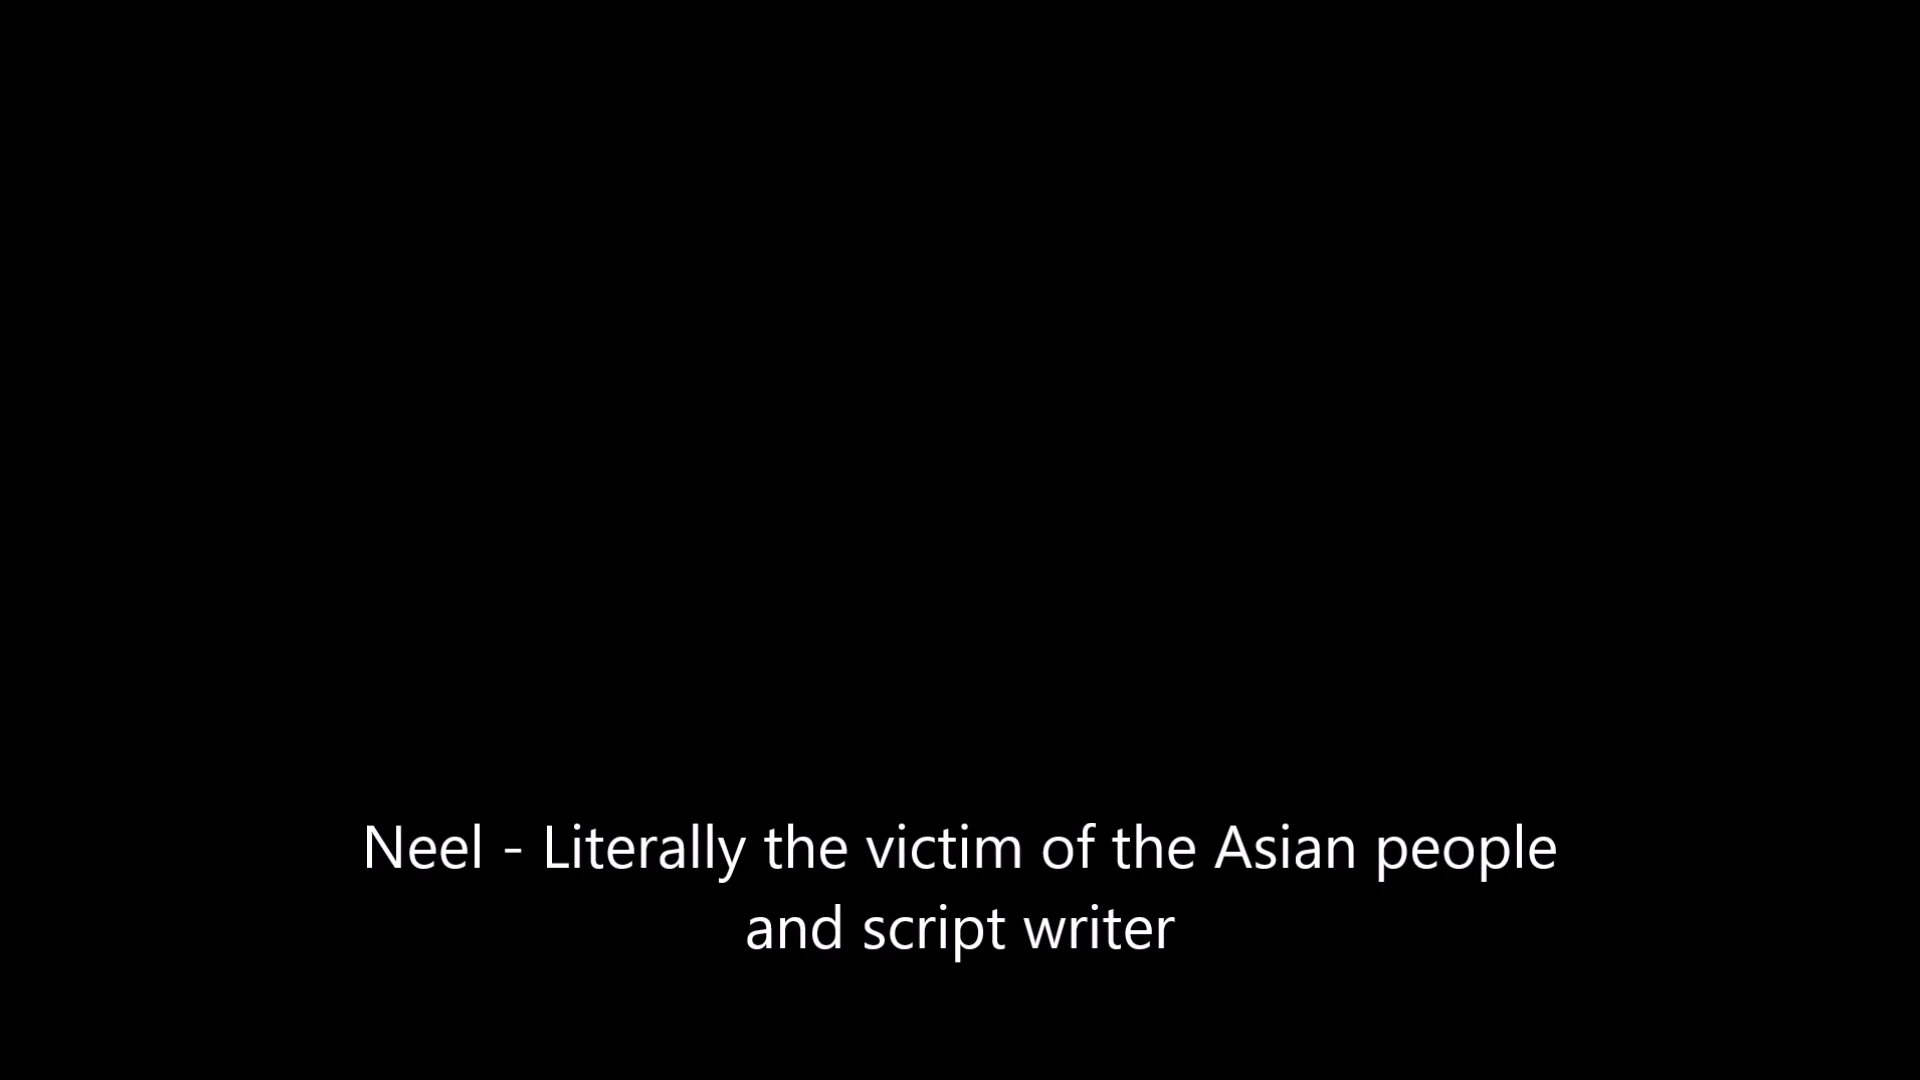 Neel - Literally the victim of the Asian people
and script writer